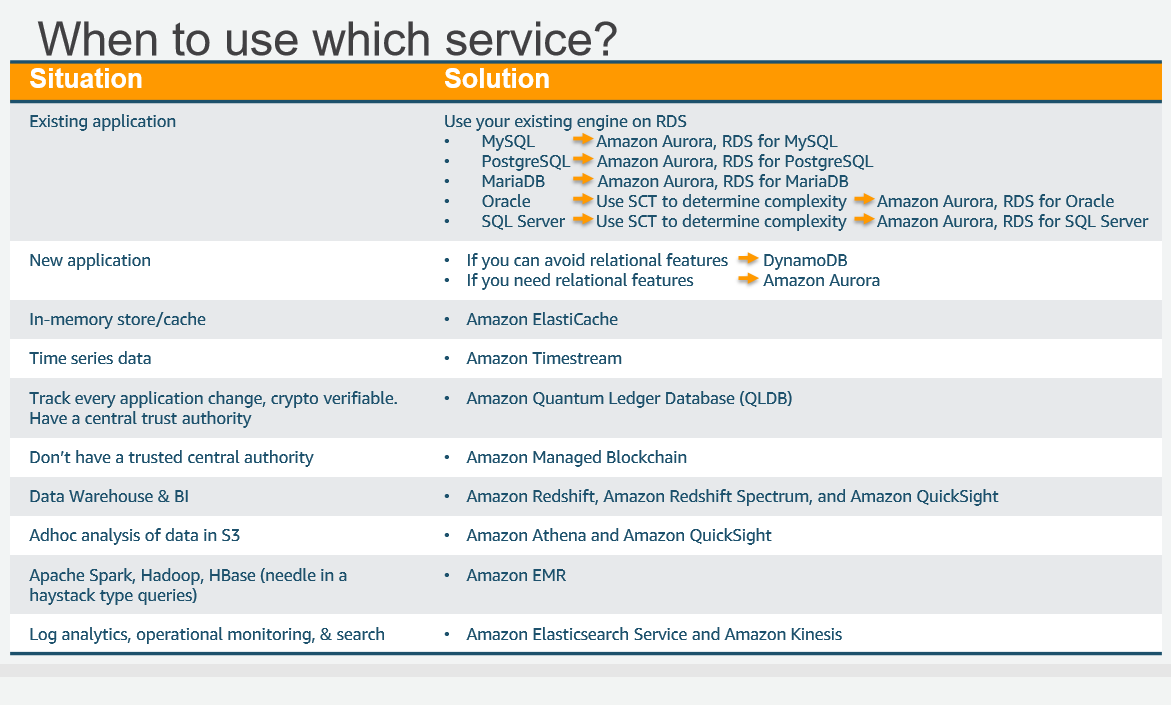 When to use which service?
Situation Solution
Existing application Use your existing engine on RDS
• MySQL ➡ Amazon Aurora, RDS for MySQL
• PostgreSQL ➡ Amazon Aurora, RDS for PostgreSQL
• MariaDB ➡ Amazon Aurora, RDS for MariaDB
• Oracle ➡ Use SCT to determine complexity ➡ Amazon Aurora, RDS for Oracle
• SQL Server ➡ Use SCT to determine complexity ➡ Amazon Aurora, RDS for SQL Server
New application • If you can avoid relational features ➡ DynamoDB
• If you need relational features ➡ Amazon Aurora
In-memory store/cache • Amazon ElastiCache
Time series data • Amazon Timestream
Track every application change, crypto verifiable. • Amazon Quantum Ledger Database (QLDB)
Have a central trust authority
Don’t have a trusted central authority • Amazon Managed Blockchain
Data Warehouse & BI • Amazon Redshift, Amazon Redshift Spectrum, and Amazon QuickSight
Adhoc analysis of data in S3 • Amazon Athena and Amazon QuickSight
Apache Spark, Hadoop, HBase (needle in a • Amazon EMR
haystack type queries)
Log analytics, operational monitoring, & search • Amazon Elasticsearch Service and Amazon Kinesis